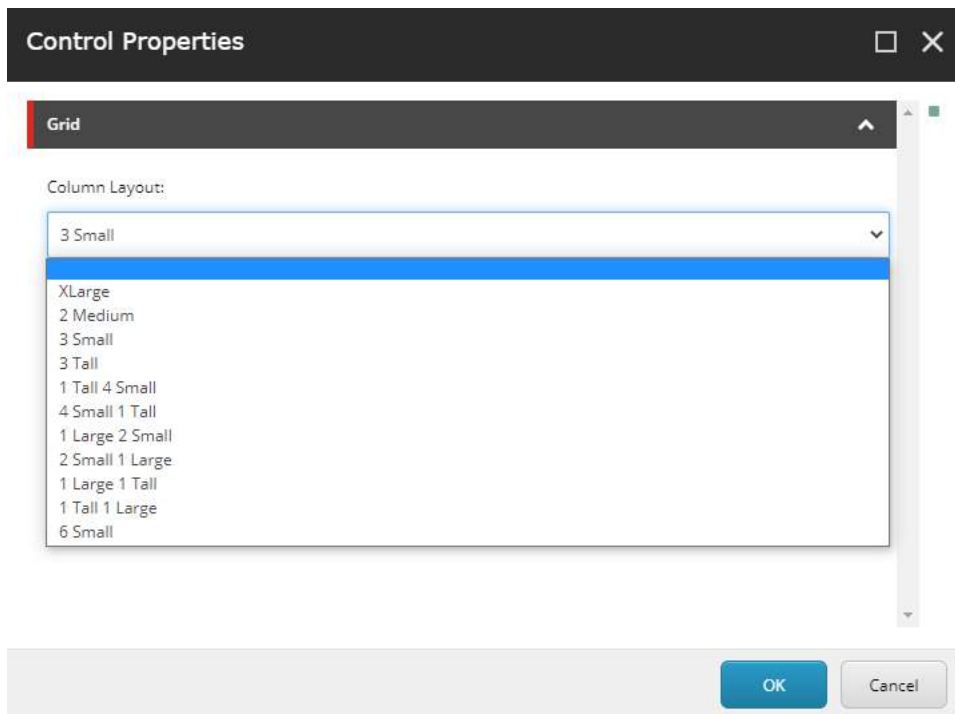 Control Properties
Grid
Column Layout:
3 Small
XLarge
2 Medium
3 Small
3 Tall
1 Tall 4 Small
4 Small 1 Tall
1 Large 2 Small
2 Small 1 Large
1 Large 1 Tall
1 Tall 1 Large
6 Small
OK
Cancel